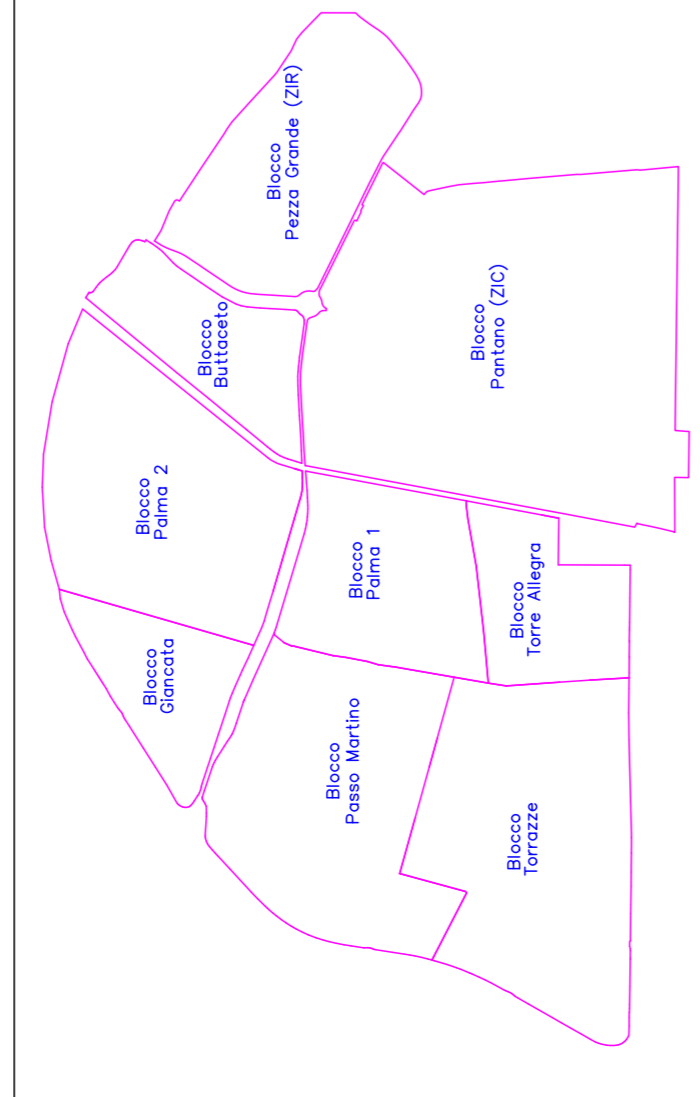 Blocco
Pezza Grande (ZIR)
Blocco
Buttaceto
Blocco
Pantano (ZIC)
Blocco
Palma 2
Blocco
Palma 1
Blocco
Torre Allegra
Blocco
Giancata
Blocco
Passo Martino
Blocco
Torrazze